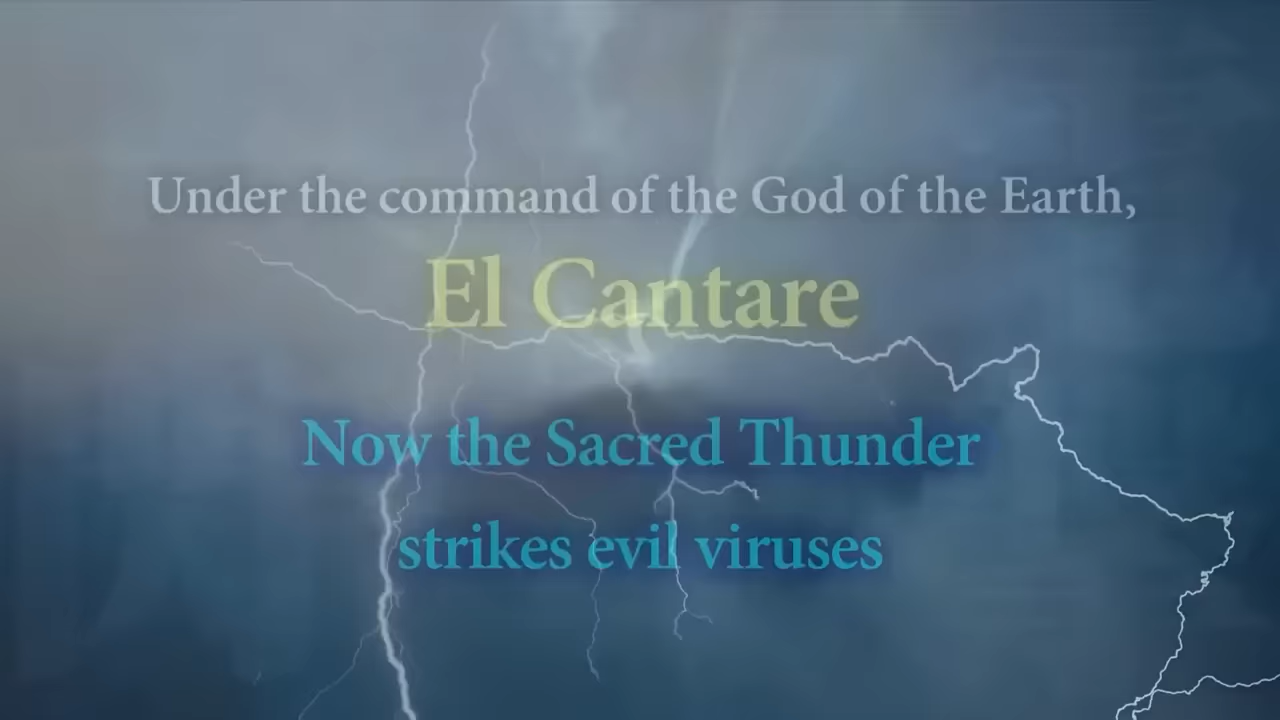 Under the command of the God of the Earth,
El Cantare
Now the Sacred Thunder
strikes evil viruses